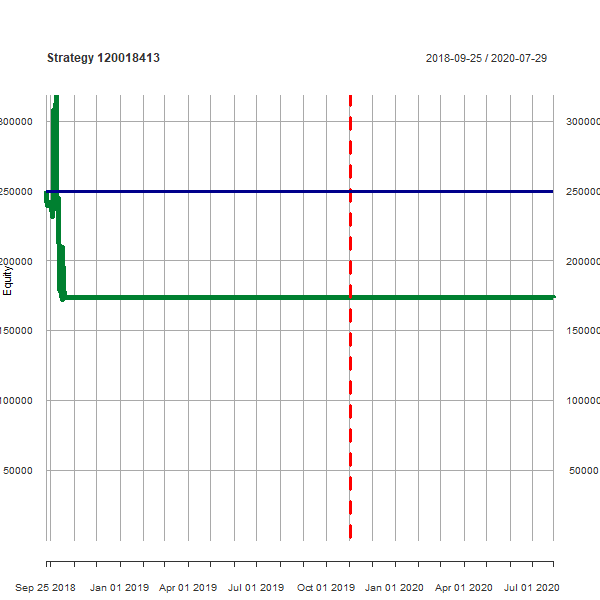 Strategy 120018413 2018-09-25 / 2020-07-29
300000 300000
250000 250000
200000 200000
Equity
150000 150000
100000 100000
50000 50000
Sep 25 2018 Jan 01 2019 Apr 01 2019 Jul 01 2019 Oct 01 2019 Jan 01 2020 Apr 01 2020 Jul 01 2020